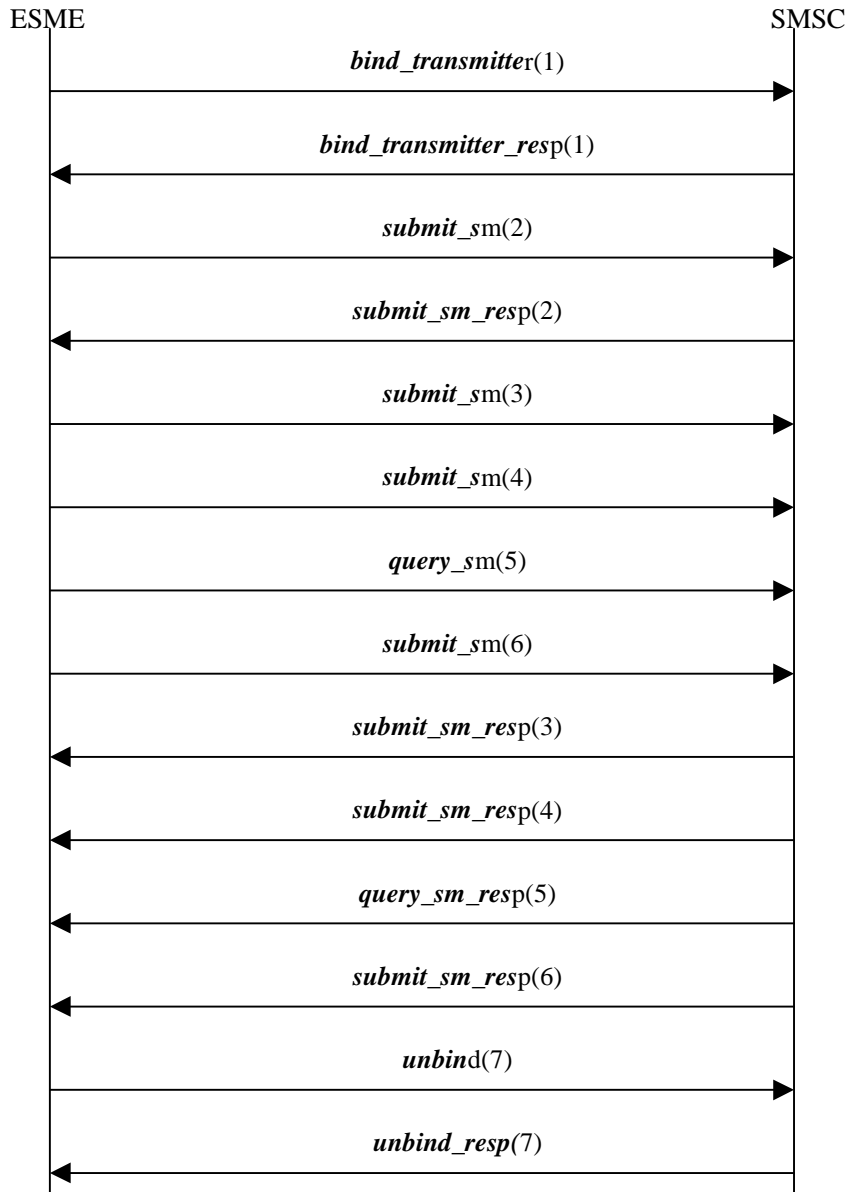 ESME SMSC
bind_transmitter(1)
bind_transmitter_resp(1)
submit_sm(2)
submit_sm_resp(2)
submit_sm(3)
submit_sm(4)
query_sm(5)
submit_sm(6)
submit_sm_resp(3)
submit_sm_resp(4)
query_sm_resp(5)
submit_sm_resp(6)
unbind(7)
unbind_resp(7)